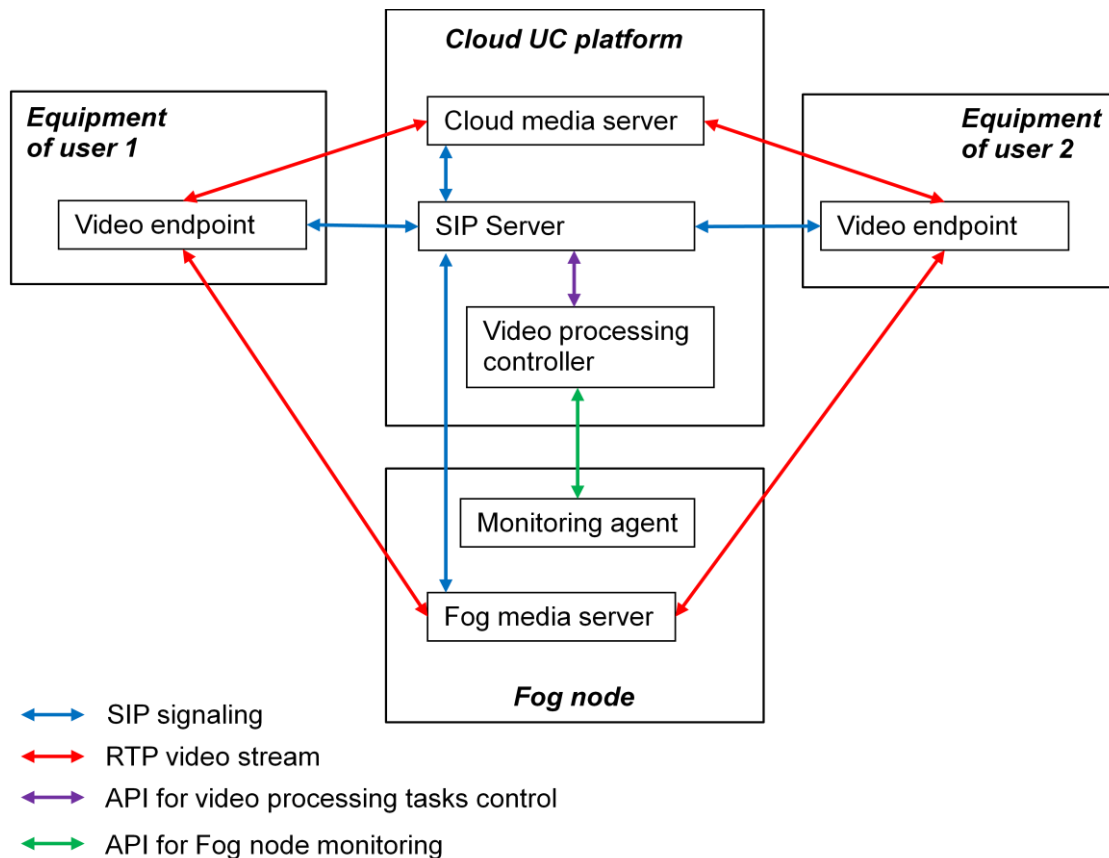 Cloud UC platform
Equipment
of user 1
Cloud media server
Equipment
of user 2
Video endpoint
SIP Server
Video endpoint
Video processing
controller
Monitoring agent
Fog media server
Fog node
SIP signaling
RTP video stream
API for video processing tasks control
API for Fog node monitoring